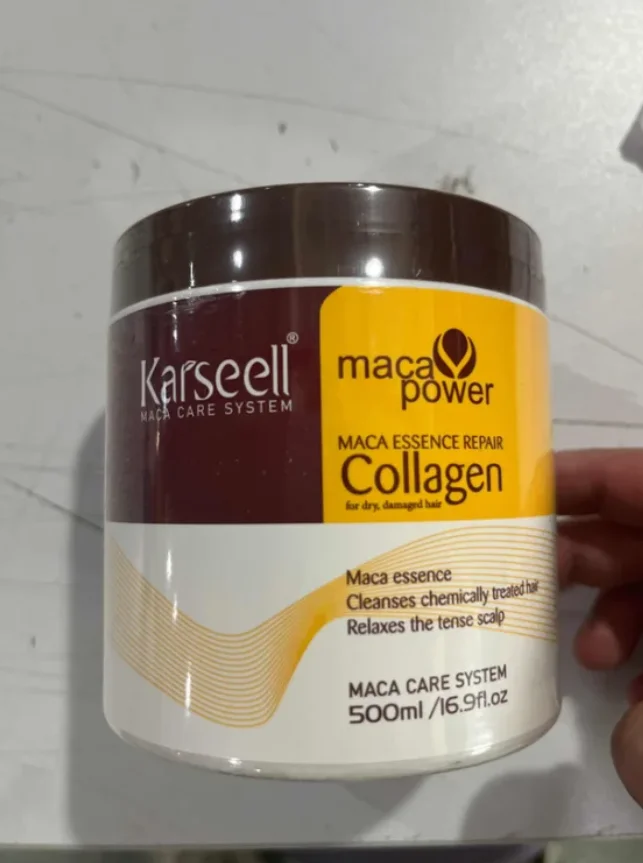 Karseell®
MACA CARE SYSTEM
maca
power
MACA ESSENCE REPAIR
Collagen
for dry, damaged hair
Maca essence
Cleanses chemically treated hair
Relaxes the tense scalp
MACA CARE SYSTEM
500ml /16.9fl.oz